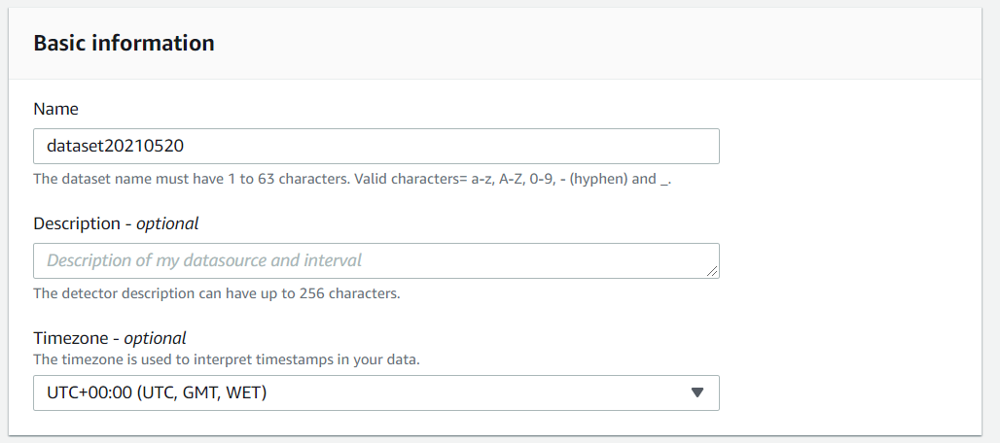 Basic information
Name
dataset20210520
The dataset name must have 1 to 63 characters. Valid characters= a-z, A-Z, 0-9, - (hyphen) and _.
Description - optional
Description of my datasource and interval
The detector description can have up to 256 characters.
Timezone - optional
The timezone is used to interpret timestamps in your data.
UTC+00:00 (UTC, GMT, WET)